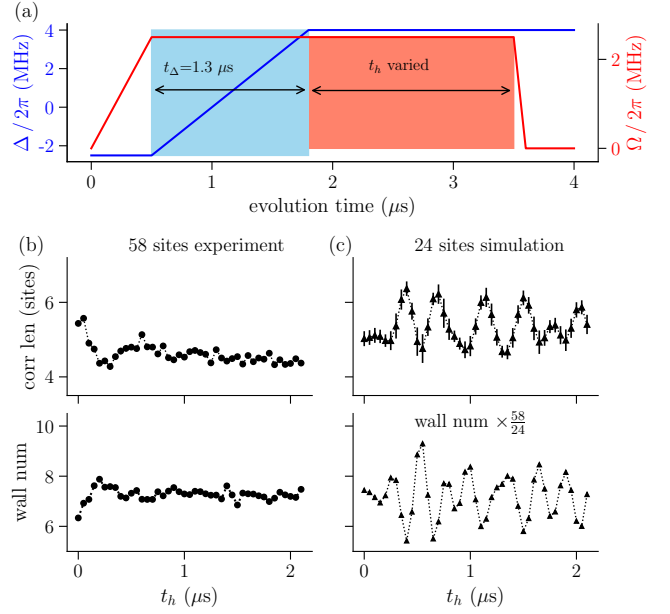 (a)
4
2
0
-2
Δ / 2π (MHz)
t_Δ=1.3 μs
t_h varied
2
0
Ω / 2π (MHz)
0 1 2 3 4
evolution time (μs)
(b) 58 sites experiment
(c) 24 sites simulation
6
4
corr len (sites)
10
8
6
wall num
wall num ×58/24
0 1 2
t_h (μs)
0 1 2
t_h (μs)